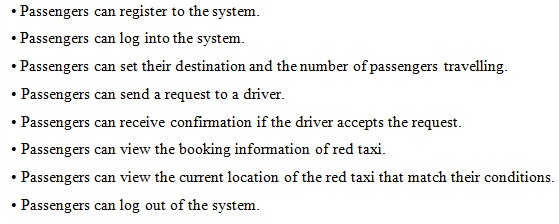 • Passengers can register to the system.
• Passengers can log into the system.
• Passengers can set their destination and the number of passengers travelling.
• Passengers can send a request to a driver.
• Passengers can receive confirmation if the driver accepts the request.
• Passengers can view the booking information of red taxi.
• Passengers can view the current location of the red taxi that match their conditions.
• Passengers can log out of the system.